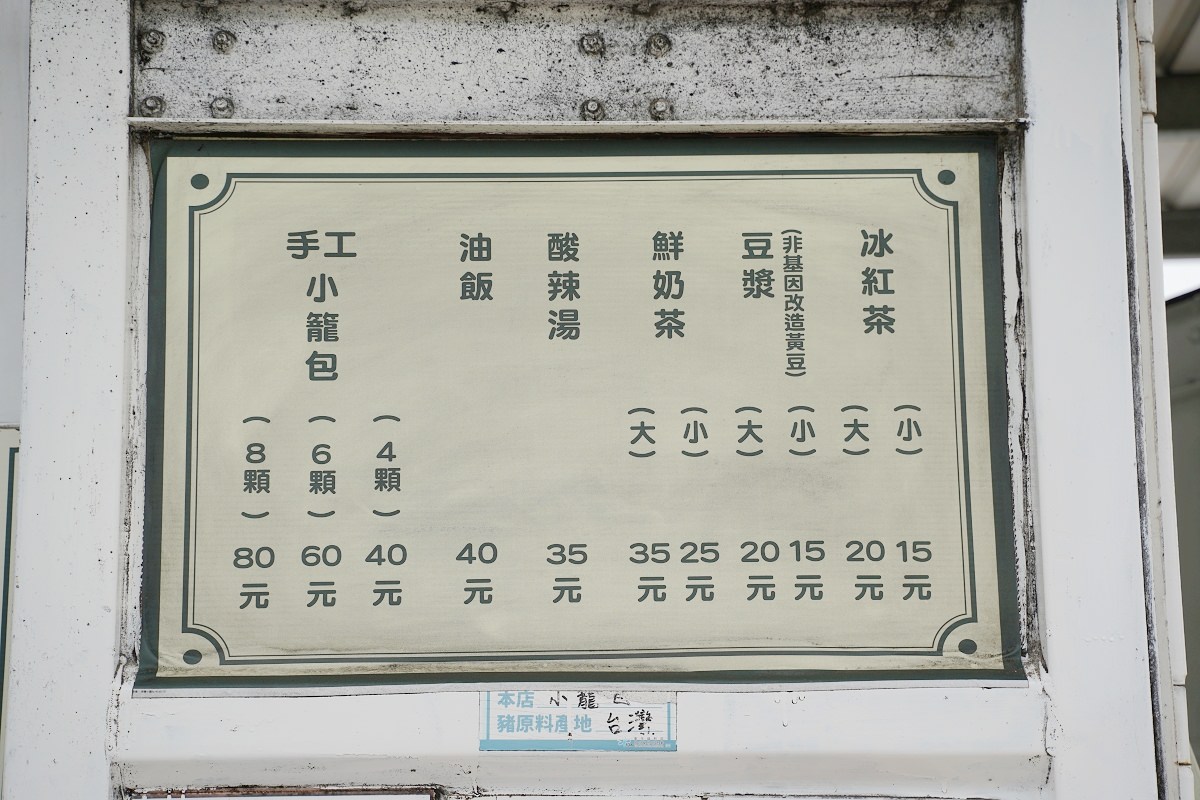 冰紅茶
(小) 15元
(大) 20元
豆漿
(非基因改造黃豆)
(小) 15元
(大) 20元
鮮奶茶
(小) 25元
(大) 35元
酸辣湯
35元
油飯
40元
手工
小籠包
(4顆) 40元
(6顆) 60元
(8顆) 80元
本店 小龍
豬原料產地 台灣